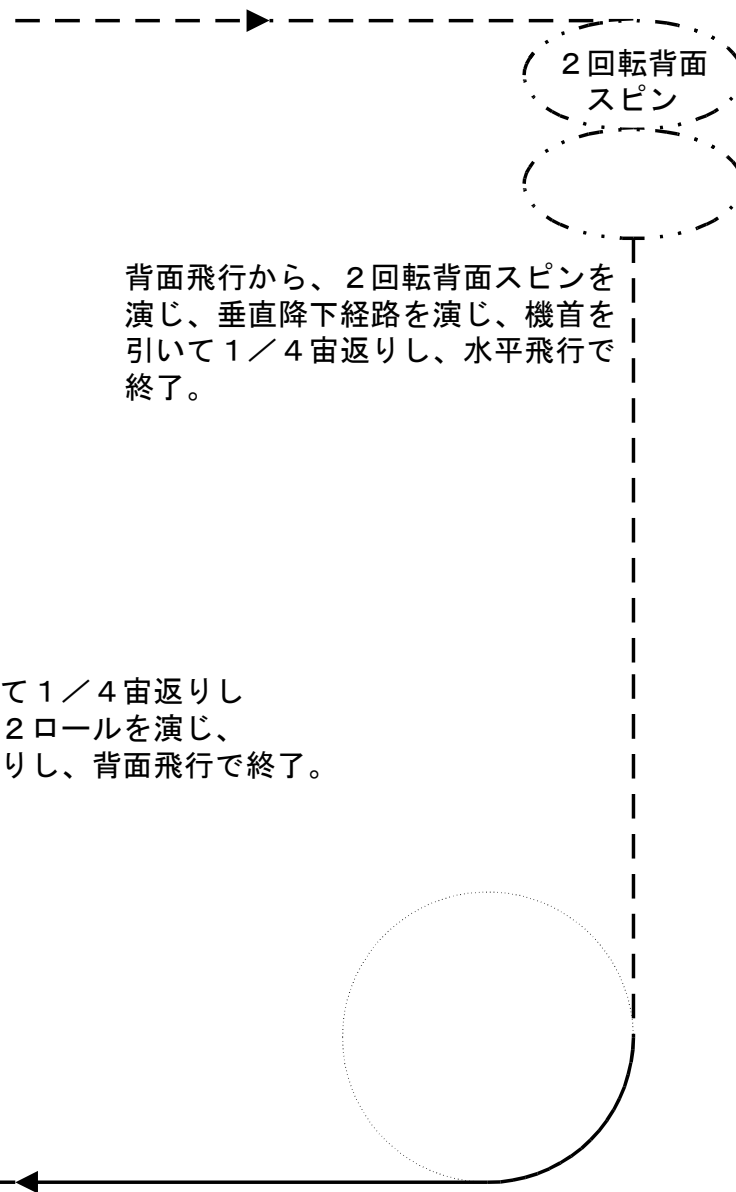 ２回転背面
スピン
背面飛行から、２回転背面スピンを
演じ、垂直降下経路を演じ、機首を
引いて１／４宙返りし、水平飛行で
終了。
て１／４宙返りし
２ロールを演じ、
りし、背面飛行で終了。